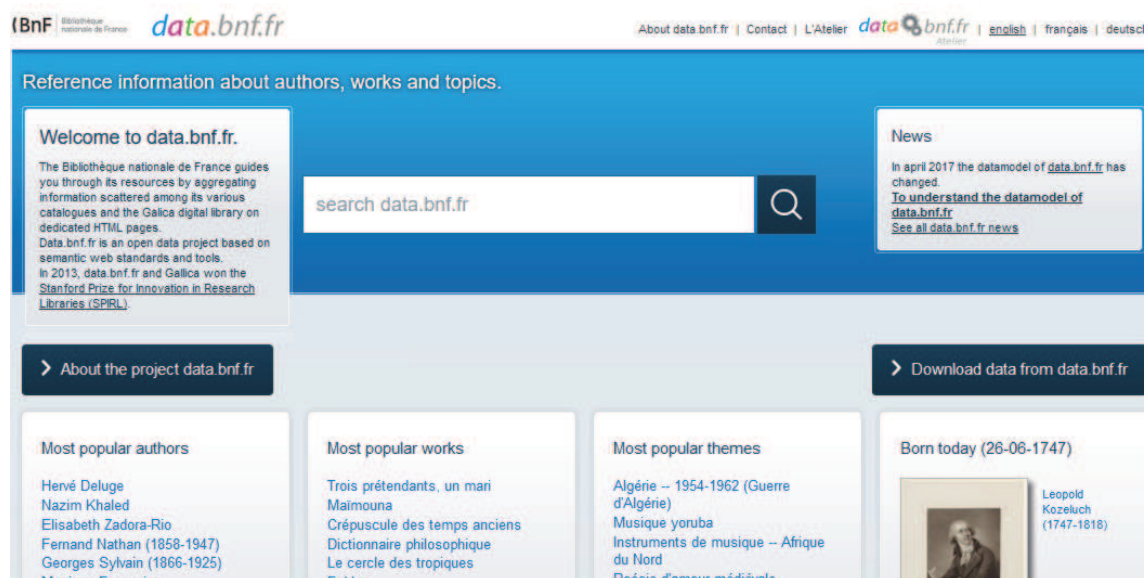 BnF Bibliothèque nationale de France data.bnf.fr About data.bnf.fr | Contact | L'Atelier data bnf.fr Atelier | english | français | deutsch
Reference information about authors, works and topics.
Welcome to data.bnf.fr.
The Bibliothèque nationale de France guides
you through its resources by aggregating
information scattered among its various
catalogues and the Galica digital library on
dedicated HTML pages.
Data.bnf.fr is an open data project based on
semantic web standards and tools.
In 2013, data.bnf.fr and Gallica won the
Stanford Prize for Innovation in Research
Libraries (SPIRL).
search data.bnf.fr
News
In april 2017 the datamodel of data.bnf.fr has
changed.
To understand the datamodel of
data.bnf.fr
See all data.bnf.fr news
About the project data.bnf.fr
Download data from data.bnf.fr
Most popular authors
Hervé Deluge
Nazim Khaled
Elisabeth Zadora-Rio
Fernand Nathan (1858-1947)
Georges Sylvain (1866-1925)
Most popular works
Trois prétendants, un mari
Maïmouna
Crépuscule des temps anciens
Dictionnaire philosophique
Le cercle des tropiques
Most popular themes
Algérie -- 1954-1962 (Guerre
d'Algérie)
Musique yoruba
Instruments de musique -- Afrique
du Nord
Poésie d'amour médiévale
Born today (26-06-1747)
Leopold
Kozeluch
(1747-1818)